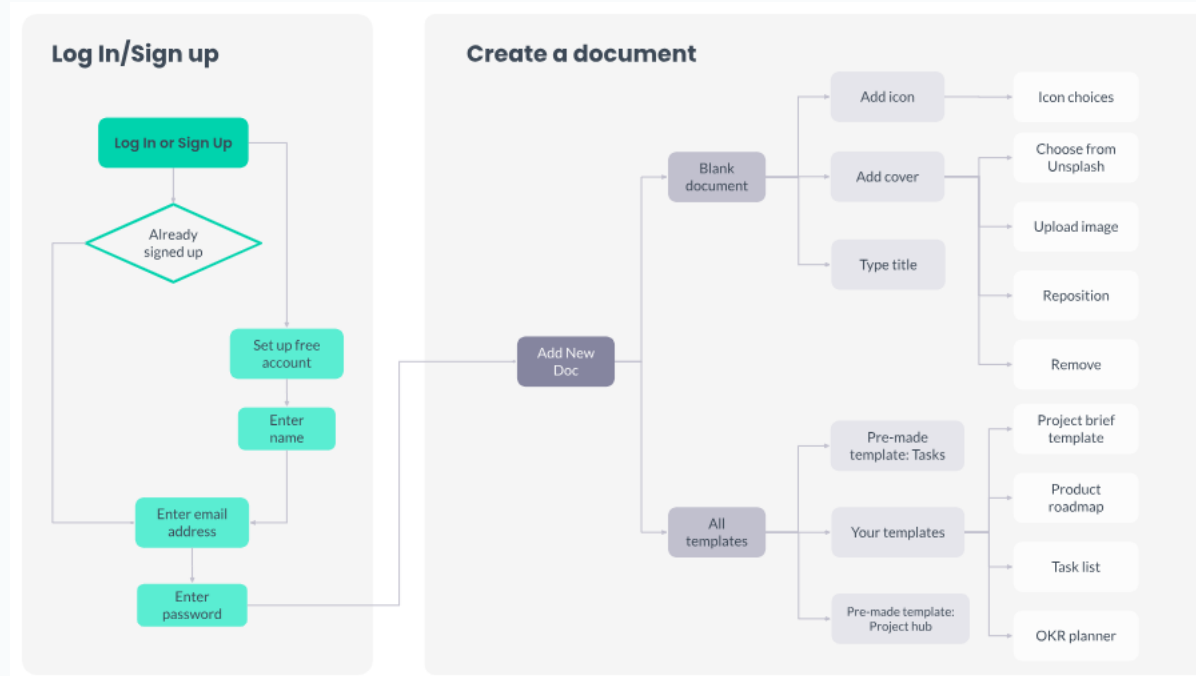 Log In/Sign up
Log In or Sign Up
Already
signed up
Set up free
account
Enter
name
Enter email
address
Enter
password
Create a document
Add New
Doc
Blank
document
Add icon
Icon choices
Add cover
Choose from
Unsplash
Upload image
Reposition
Remove
Type title
All
templates
Pre-made
template: Tasks
Your templates
Project brief
template
Product
roadmap
Task list
OKR planner
Pre-made template:
Project hub